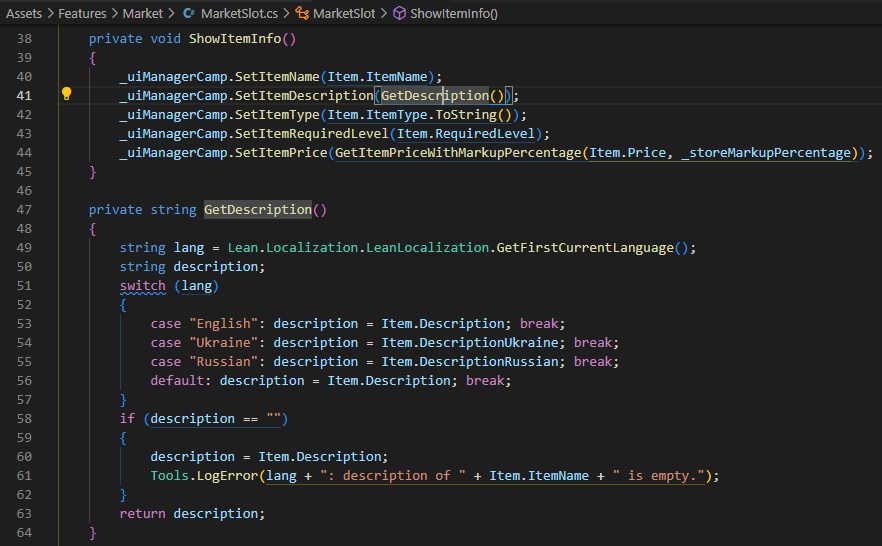 Assets > Features > Market > MarketSlot.cs > MarketSlot > ShowItemInfo()
38 private void ShowItemInfo()
39 {
40 _uiManagerCamp.SetItemName(Item.ItemName);
41 _uiManagerCamp.SetItemDescription(GetDescription());
42 _uiManagerCamp.SetItemType(Item.ItemType.ToString());
43 _uiManagerCamp.SetItemRequiredLevel(Item.RequiredLevel);
44 _uiManagerCamp.SetItemPrice(GetItemPriceWithMarkupPercentage(Item.Price, _storeMarkupPercentage));
45 }
46
47 private string GetDescription()
48 {
49 string lang = Lean.Localization.LeanLocalization.GetFirstCurrentLanguage();
50 string description;
51 switch (lang)
52 {
53 case "English": description = Item.Description; break;
54 case "Ukraine": description = Item.DescriptionUkraine; break;
55 case "Russian": description = Item.DescriptionRussian; break;
56 default: description = Item.Description; break;
57 }
58 if (description == "")
59 {
60 description = Item.Description;
61 Tools.LogError(lang + ": description of " + Item.ItemName + " is empty.");
62 }
63 return description;
64 }